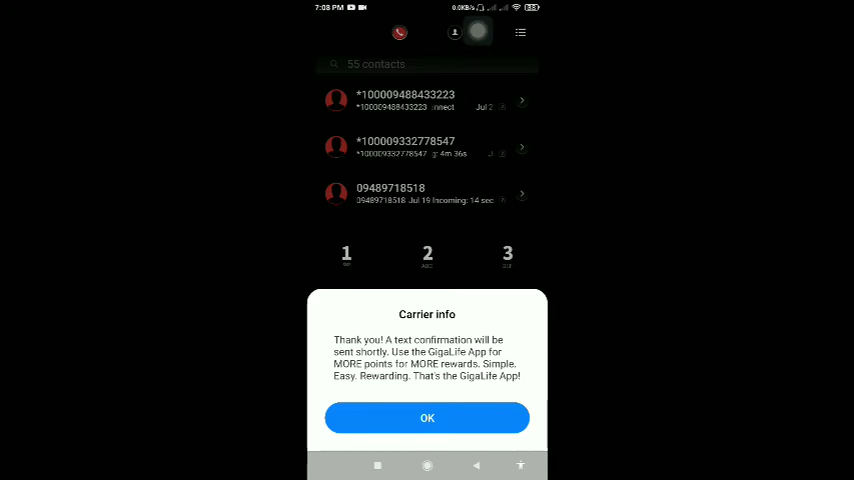 7:08 PM
0.0KB/s
55 contacts
*100009488433223
*100009488433223
Jul 2
*100009332778547
*100009332778547 g: 4m 36s
09489718518
09489718518 Jul 19 Incoming: 14 sec
1 2 3
ABC
Carrier info
Thank you! A text confirmation will be
sent shortly. Use the GigaLife App for
MORE points for MORE rewards. Simple.
Easy. Rewarding. That's the GigaLife App!
OK